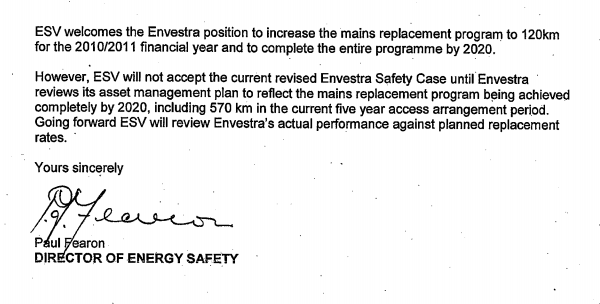 ESV welcomes the Envestra position to increase the mains replacement program to 120km
for the 2010/2011 financial year and to complete the entire programme by 2020.
However, ESV will not accept the current revised Envestra Safety Case until Envestra
reviews its asset management plan to reflect the mains replacement program being achieved
completely by 2020, including 570 km in the current five year access arrangement period.
Going forward ESV will review Envestra's actual performance against planned replacement
rates.
Yours sincerely
P.g. Fearon
Paul Fearon
DIRECTOR OF ENERGY SAFETY